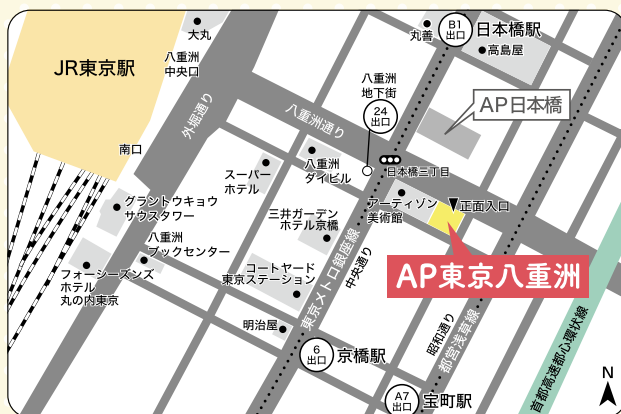 JR東京駅
大丸
八重洲
中央口
外堀通り
南口
グラントウキョウ
サウスタワー
フォーシーズンズ
ホテル
丸の内東京
八重洲
ブックセンター
スーパー
ホテル
八重洲通り
八重洲
ダイビル
八重洲
地下街
24
出口
丸善
B1
出口
日本橋駅
高島屋
AP日本橋
日本橋三丁目
アーティゾン
美術館
正面入口
AP東京八重洲
三井ガーデン
ホテル京橋
コートヤード
東京ステーション
明治屋
東京メトロ銀座線
中央通り
6
出口
京橋駅
昭和通り
都営浅草線
A7
出口
宝町駅
首都高速都心環状線
N